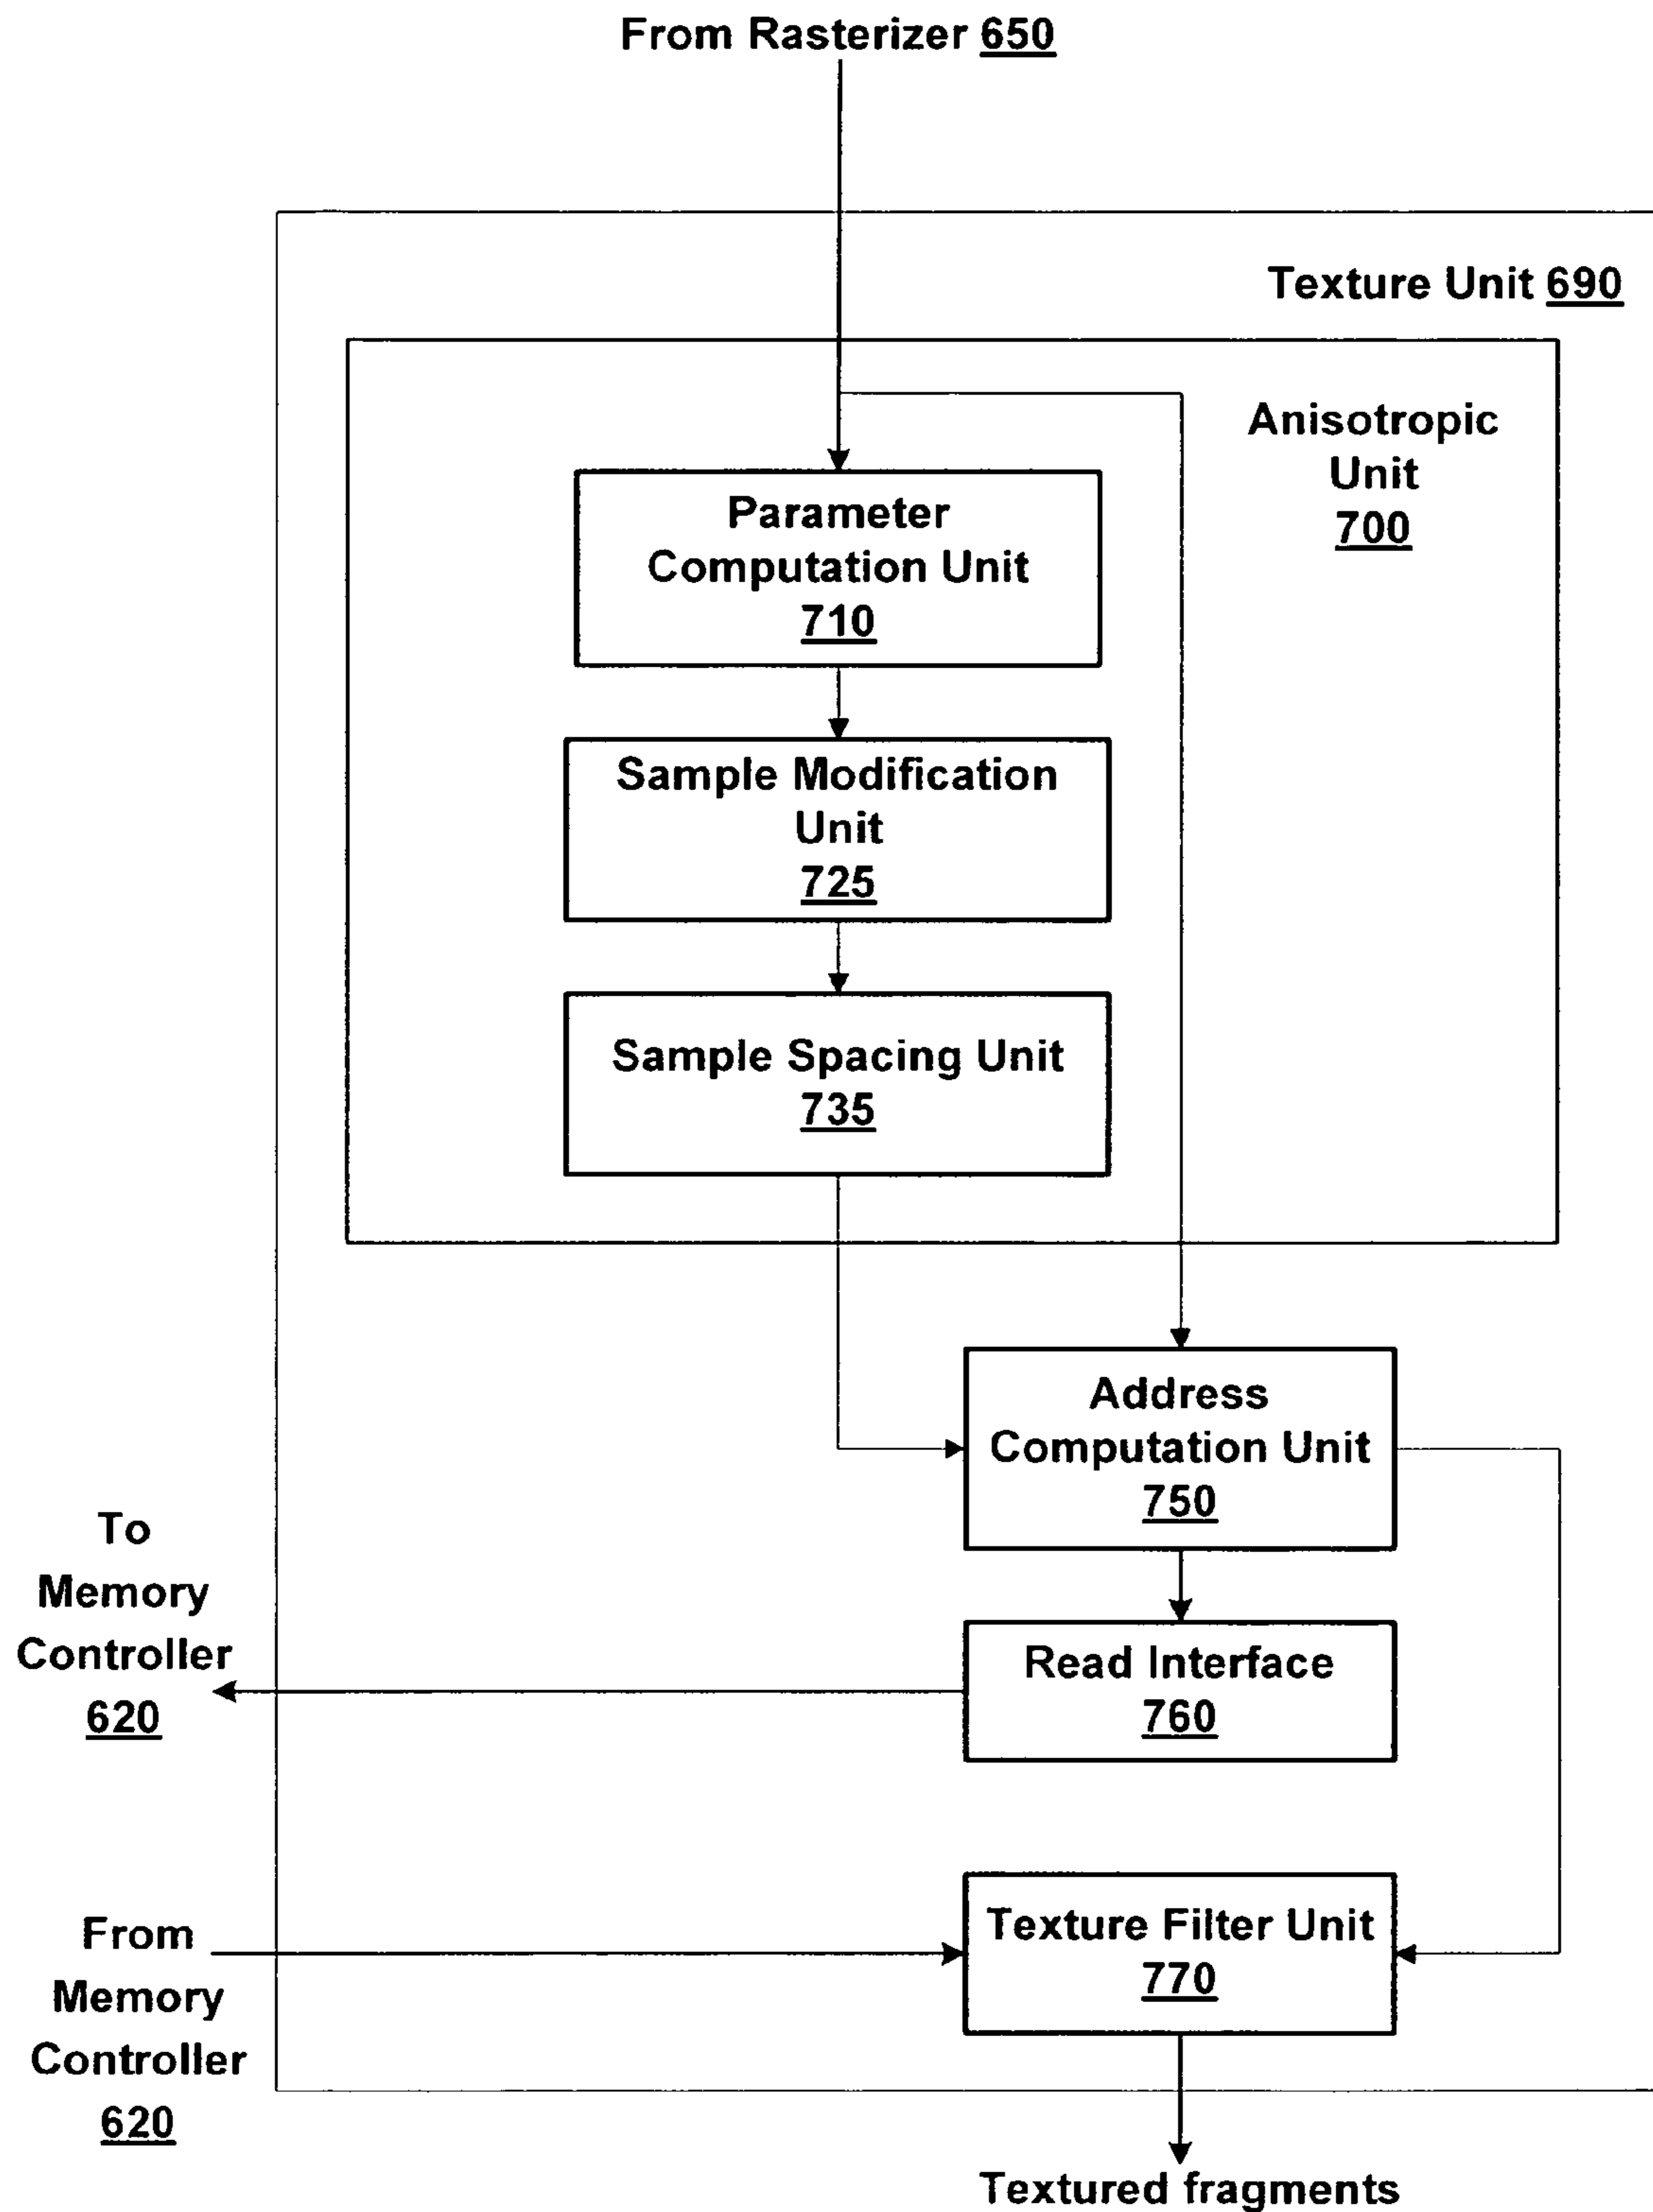 From Rasterizer 650
Texture Unit 690
Anisotropic
Unit
700
Parameter
Computation Unit
710
Sample Modification
Unit
725
Sample Spacing Unit
735
Address
Computation Unit
750
To
Memory
Controller
620
Read Interface
760
From
Memory
Controller
620
Texture Filter Unit
770
Textured fragments